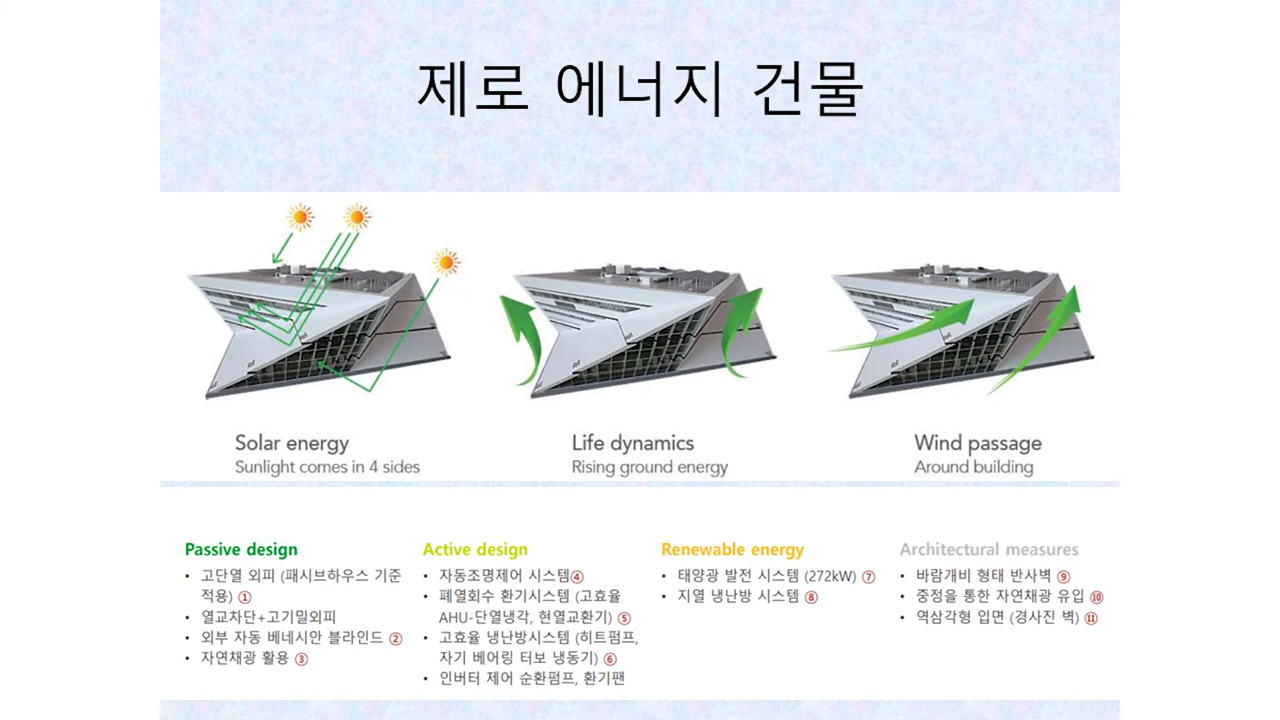 제로 에너지 건물
Solar energy
Sunlight comes in 4 sides
Life dynamics
Rising ground energy
Wind passage
Around building
Passive design
• 고단열 외피 (패시브하우스 기준
적용) ①
• 열교차단+고기밀외피
• 외부 자동 베네시안 블라인드 ②
• 자연채광 활용 ③
Active design
• 자동조명제어 시스템④
• 폐열회수 환기시스템 (고효율
AHU-단열냉각, 현열교환기) ⑤
• 고효율 냉난방시스템 (히트펌프,
자기 베어링 터보 냉동기) ⑥
• 인버터 제어 순환펌프, 환기팬
Renewable energy
• 태양광 발전 시스템 (272kW) ⑦
• 지열 냉난방 시스템 ⑧
Architectural measures
• 바람개비 형태 반사벽 ⑨
• 중정을 통한 자연채광 유입 ⑩
• 역삼각형 입면 (경사진 벽) ⑪